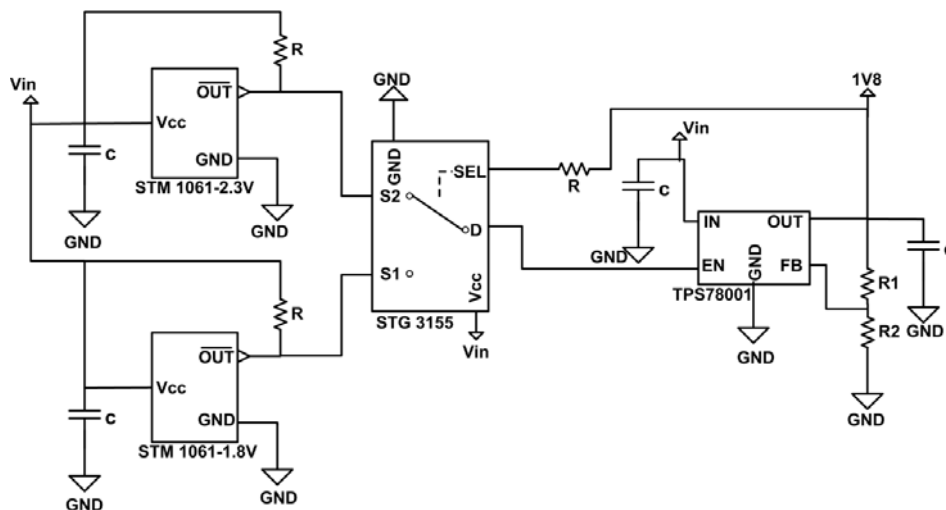 R
GND
1V8
Vin
OUT
Vcc
Vin
C
GND
GND
SEL
R
C
STM 1061-2.3V
S2
IN
OUT
GND
GND
D
GND
C
EN
GND
FB
R1
S1
Vcc
TPS78001
R
STG 3155
GND
R2
OUT
Vin
GND
Vcc
C
GND
GND
STM 1061-1.8V
GND
GND